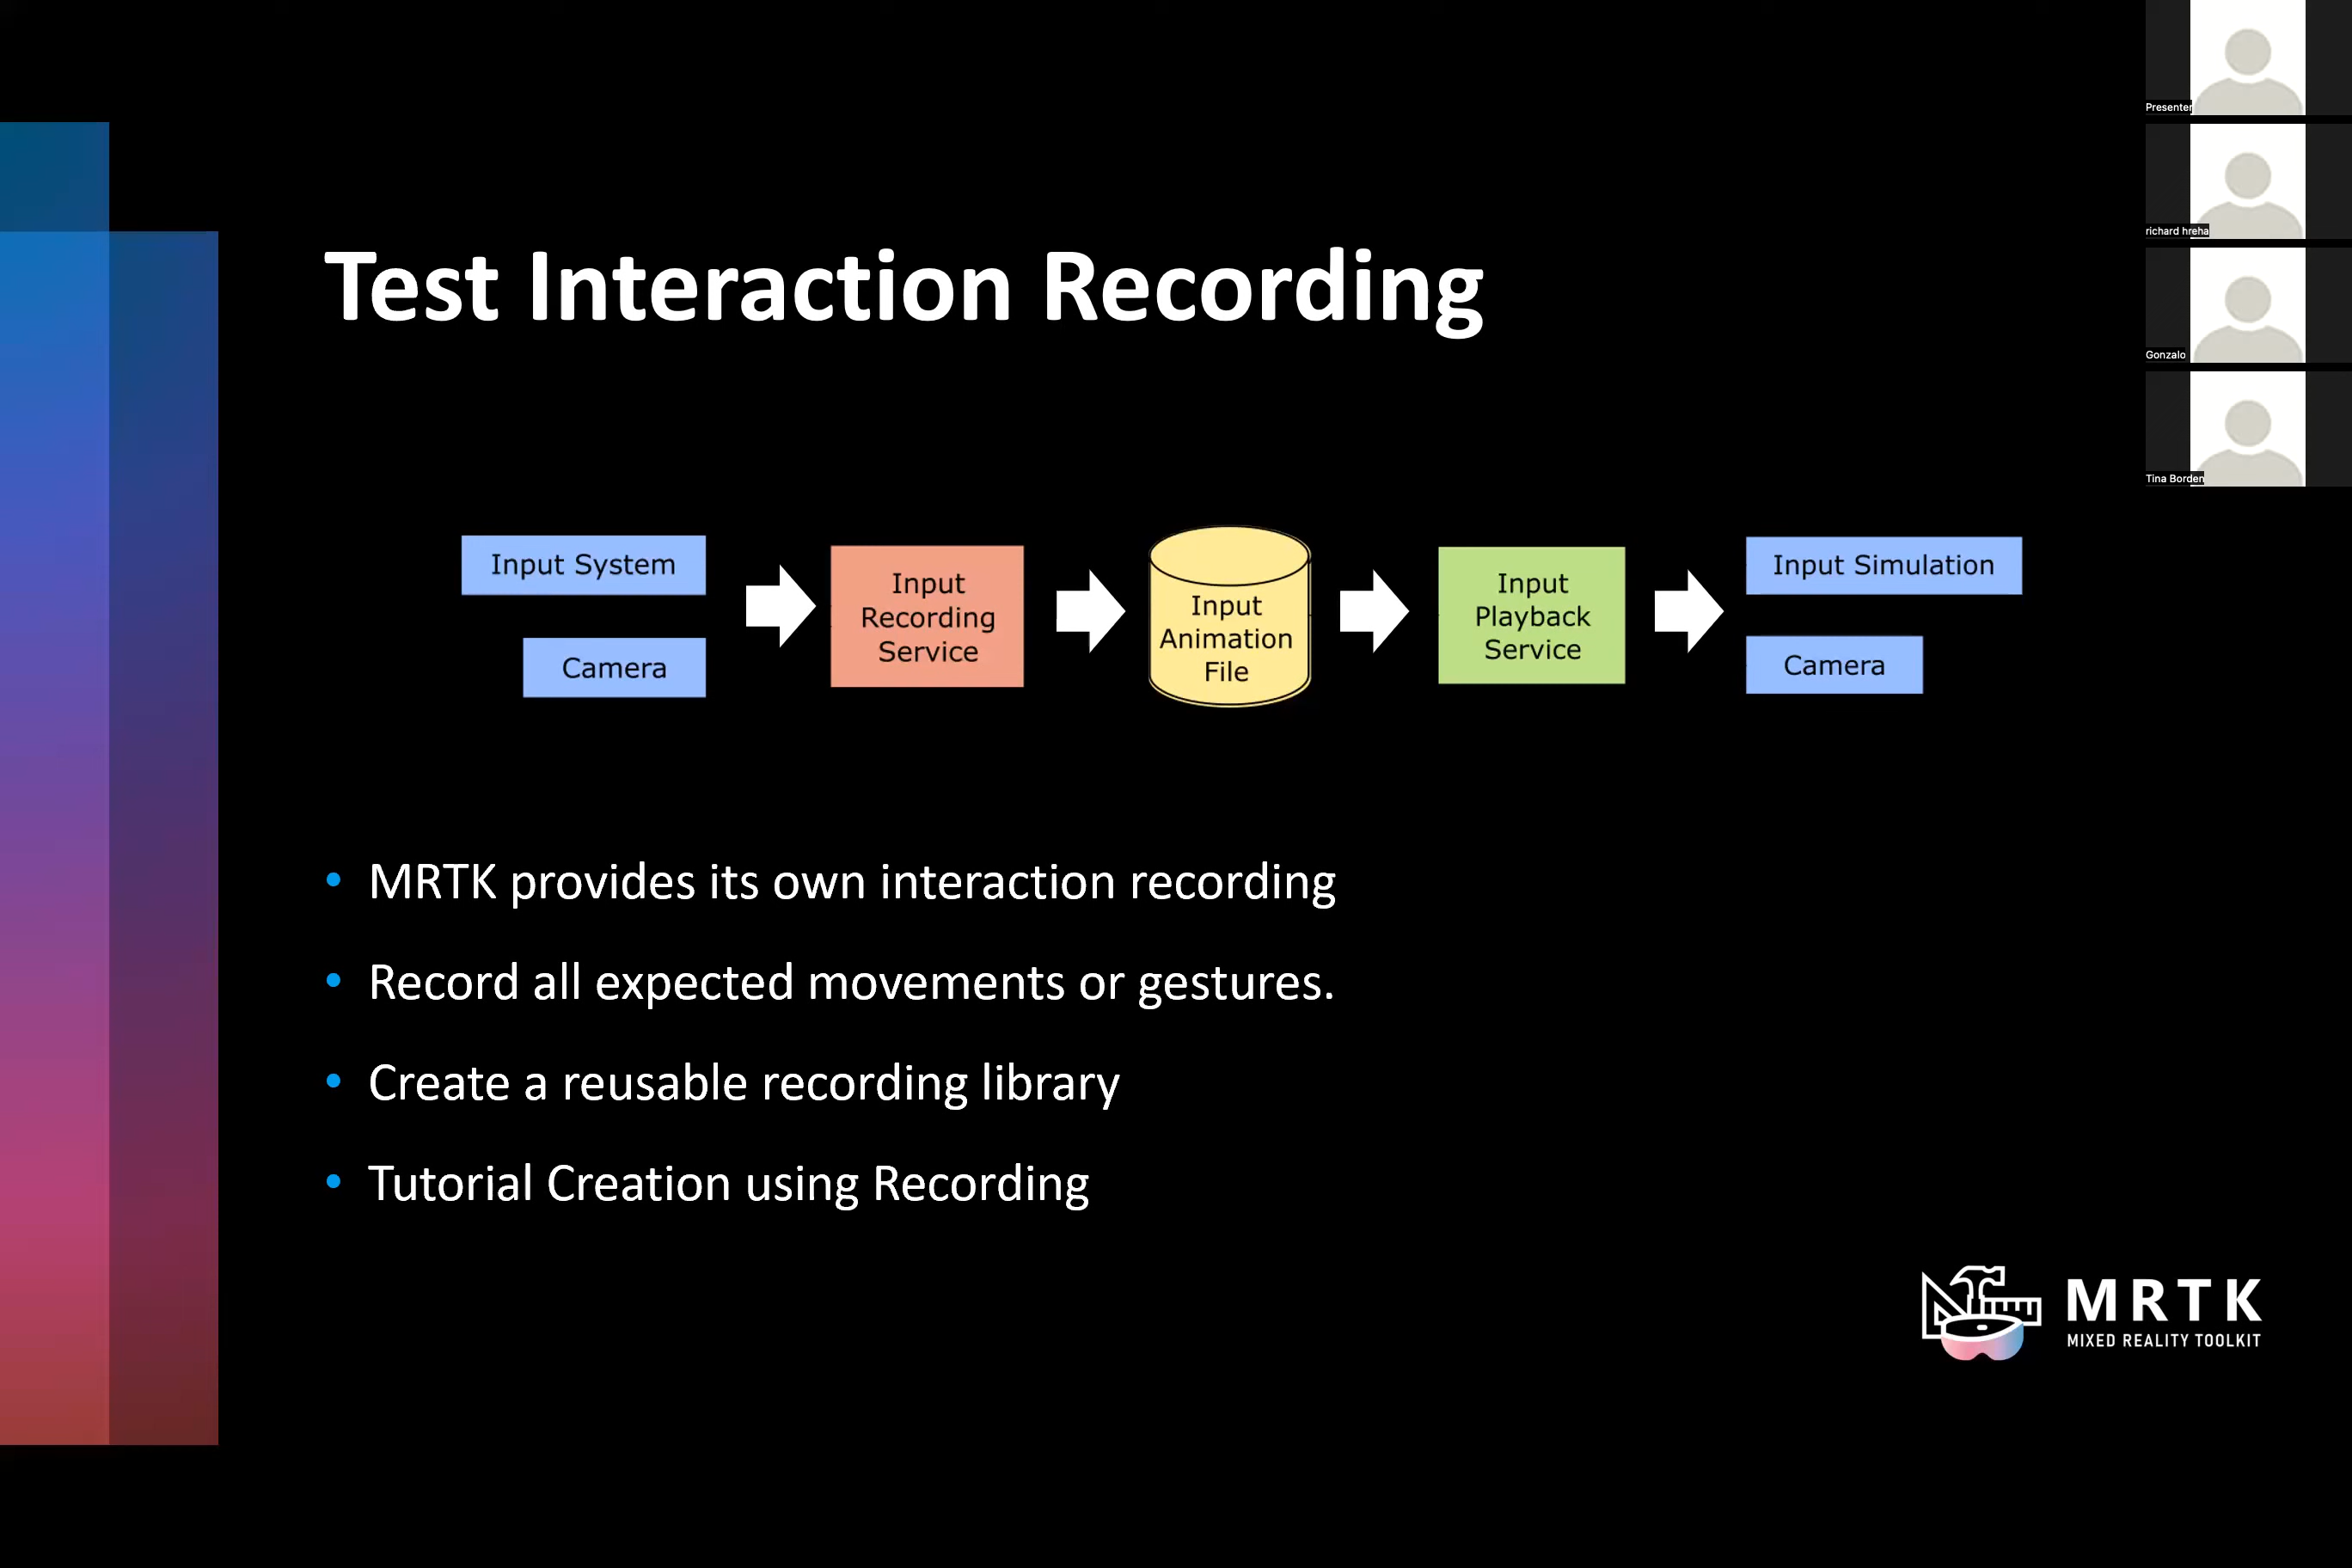 Test Interaction Recording
Input System
Camera
Input
Recording
Service
Input
Animation
File
Input
Playback
Service
Input Simulation
Camera
• MRTK provides its own interaction recording
• Record all expected movements or gestures.
• Create a reusable recording library
• Tutorial Creation using Recording
MRTK
MIXED REALITY TOOLKIT
Presenter
richard hreha
Gonzalo
Tina Borden